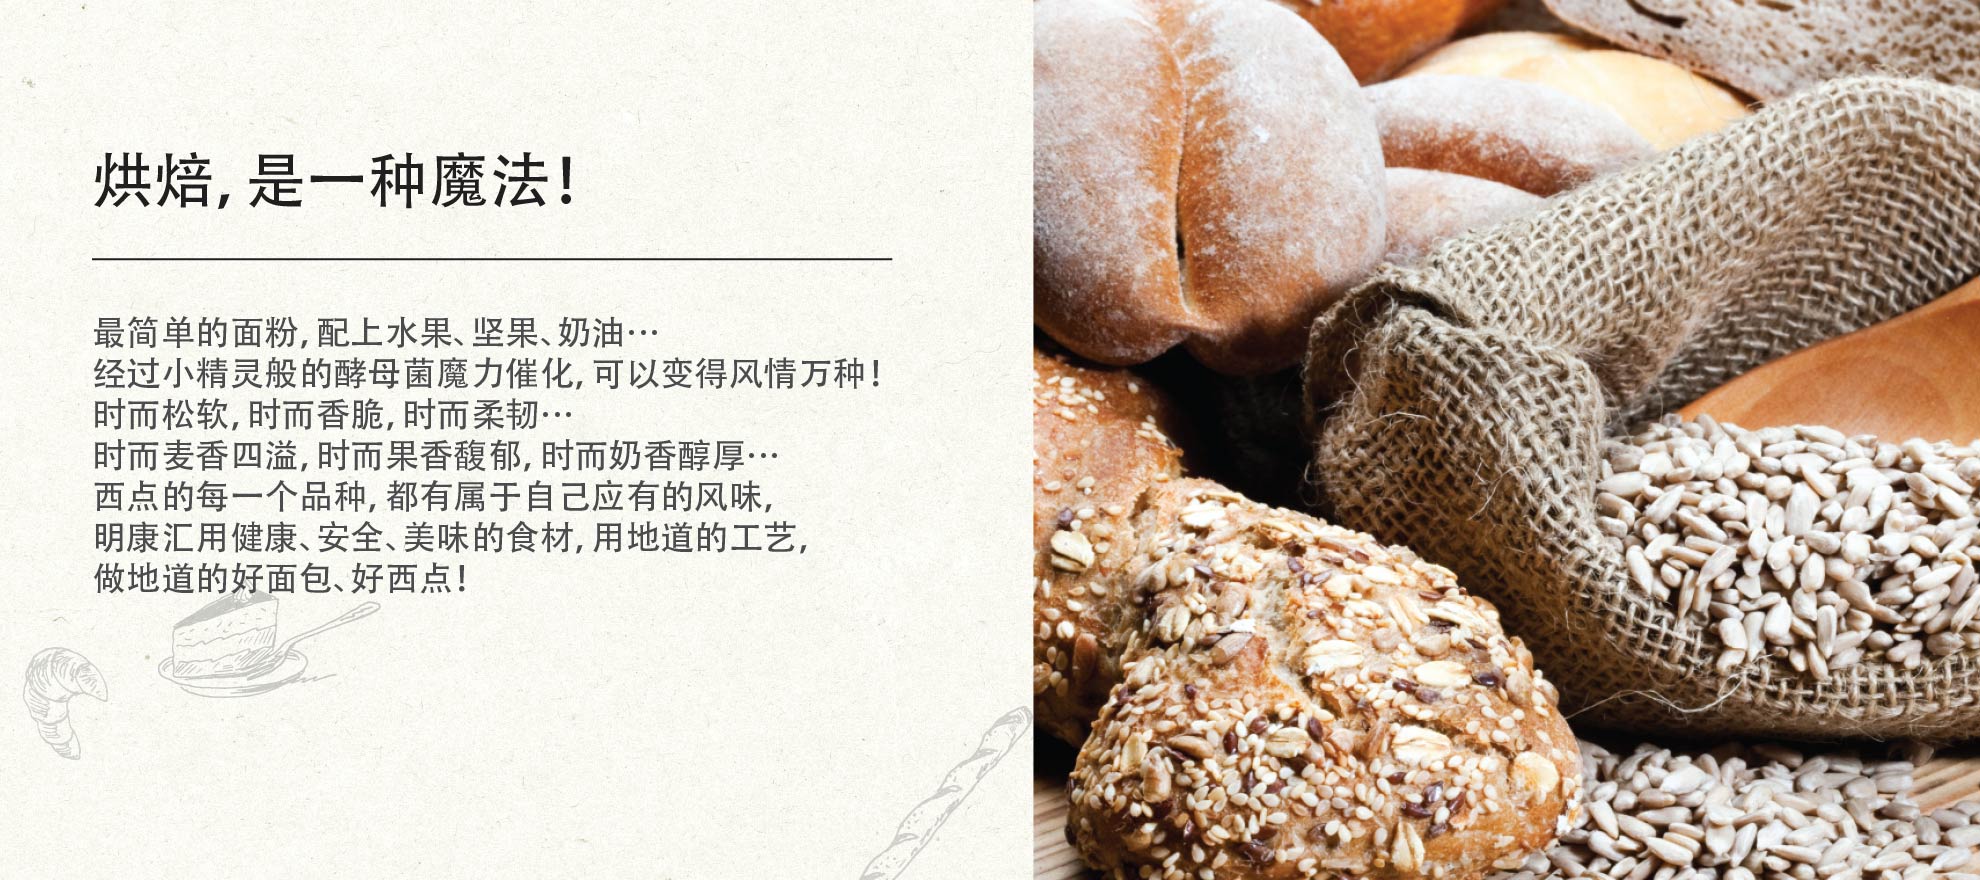 烘焙，是一种魔法！
最简单的面粉，配上水果、坚果、奶油…
经过小精灵般的酵母菌魔力催化，可以变得风情万种！
时而松软，时而香脆，时而柔韧…
时而麦香四溢，时而果香馥郁，时而奶香醇厚…
西点的每一个品种，都有属于自己应有的风味，
明康汇用健康、安全、美味的食材，用地道的工艺，
做地道的好面包、好西点！